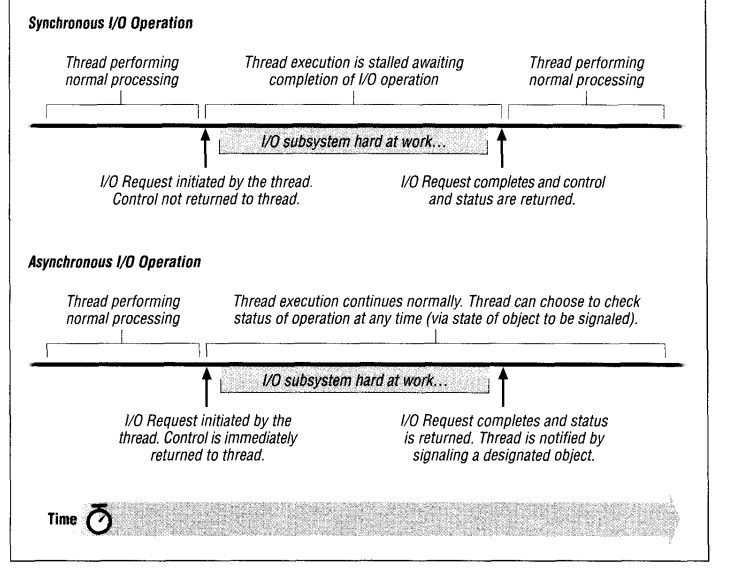 Synchronous I/O Operation
Thread performing
normal processing
Thread execution is stalled awaiting
completion of I/O operation
Thread performing
normal processing
I/O subsystem hard at work...
I/O Request initiated by the thread.
Control not returned to thread.
I/O Request completes and control
and status are returned.
Asynchronous I/O Operation
Thread performing
normal processing
Thread execution continues normally. Thread can choose to check
status of operation at any time (via state of object to be signaled).
I/O subsystem hard at work...
I/O Request initiated by the
thread. Control is immediately
returned to thread.
I/O Request completes and status
is returned. Thread is notified by
signaling a designated object.
Time